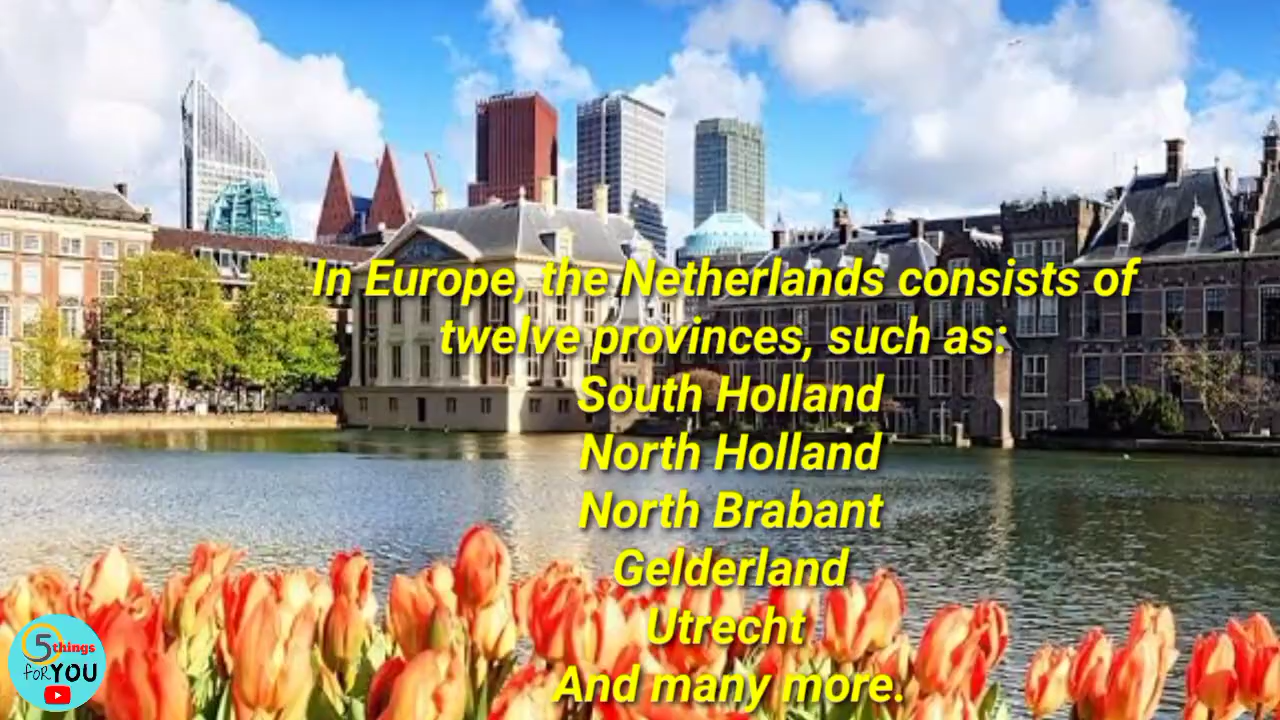 In Europe, the Netherlands consists of
twelve provinces, such as:
South Holland
North Holland
North Brabant
Gelderland
Utrecht
And many more.
5 things
for YOU